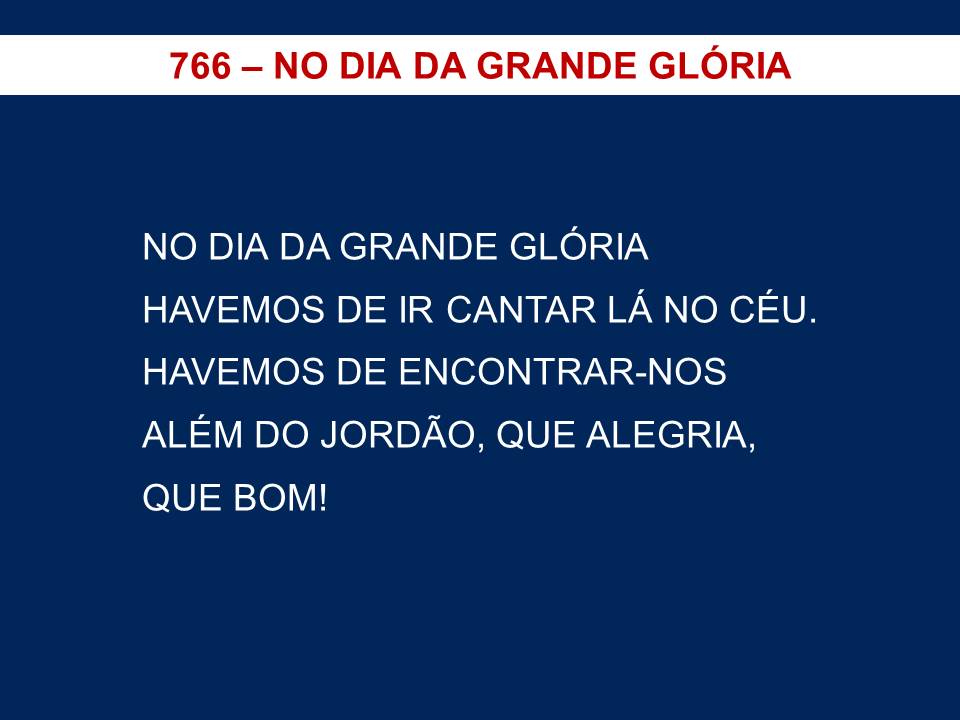 766 – NO DIA DA GRANDE GLÓRIA
NO DIA DA GRANDE GLÓRIA
HAVEMOS DE IR CANTAR LÁ NO CÉU.
HAVEMOS DE ENCONTRAR-NOS
ALÉM DO JORDÃO, QUE ALEGRIA,
QUE BOM!